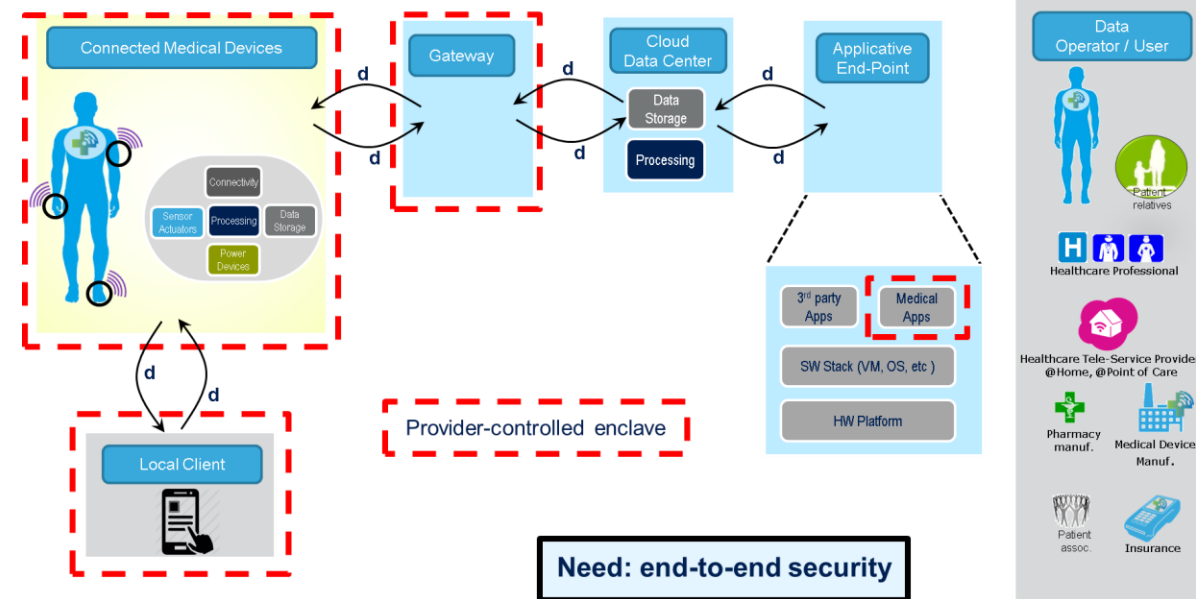 Connected Medical Devices
Connectivity
Sensor
Actuators
Processing
Data
Storage
Power
Devices
d
d
Gateway
d
d
Cloud
Data Center
Data
Storage
Processing
d
d
Applicative
End-Point
3rd party
Apps
Medical
Apps
SW Stack (VM, OS, etc )
HW Platform
d
d
Local Client
Provider-controlled enclave
Need: end-to-end security
Data
Operator / User
Patient
relatives
H
Healthcare Professional
Healthcare Tele-Service Provide
@Home, @Point of Care
Pharmacy
manuf.
Medical Device
Manuf.
Patient
assoc.
Insurance